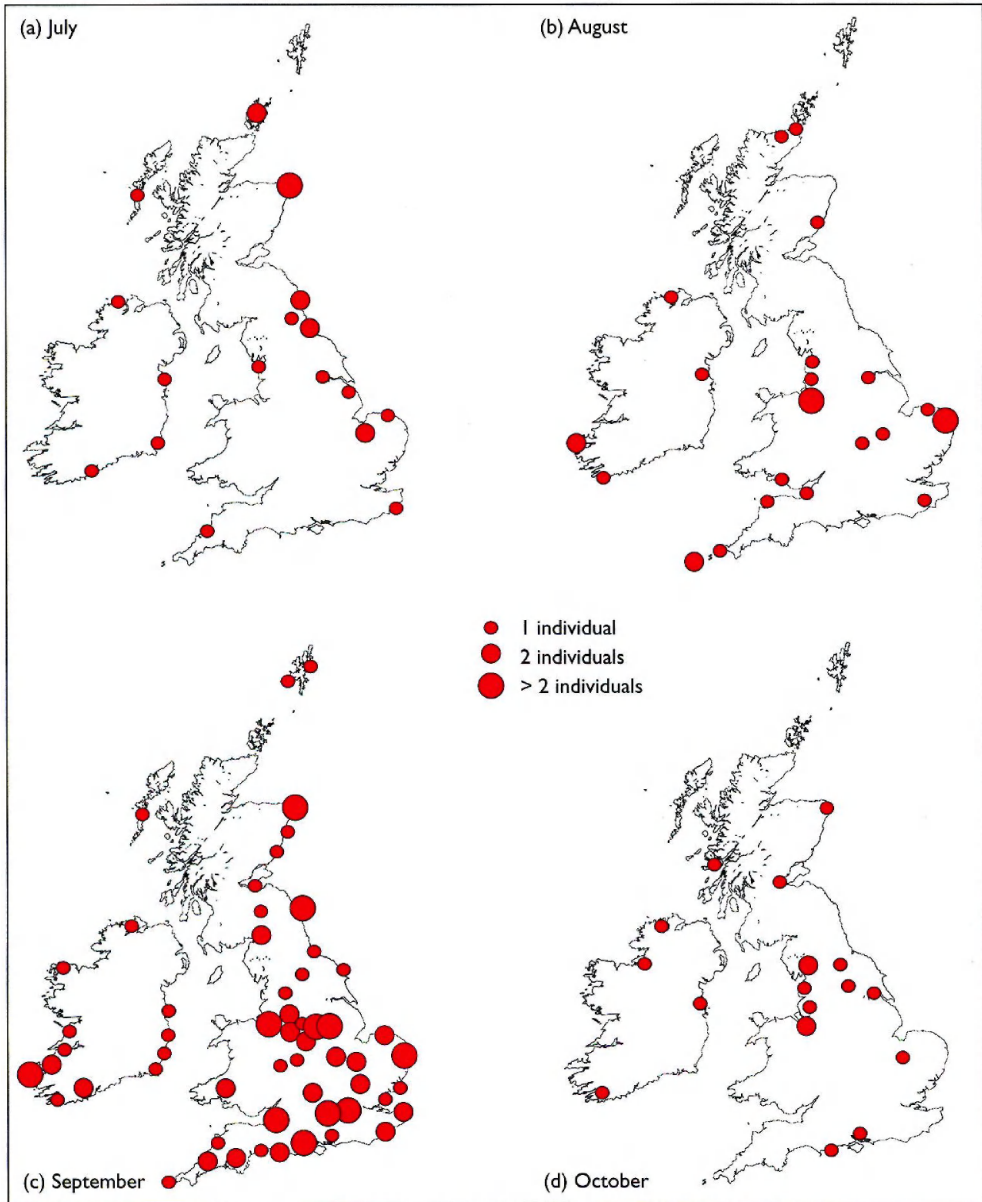 (a) July
(b) August
1 individual
2 individuals
> 2 individuals
(c) September
(d) October